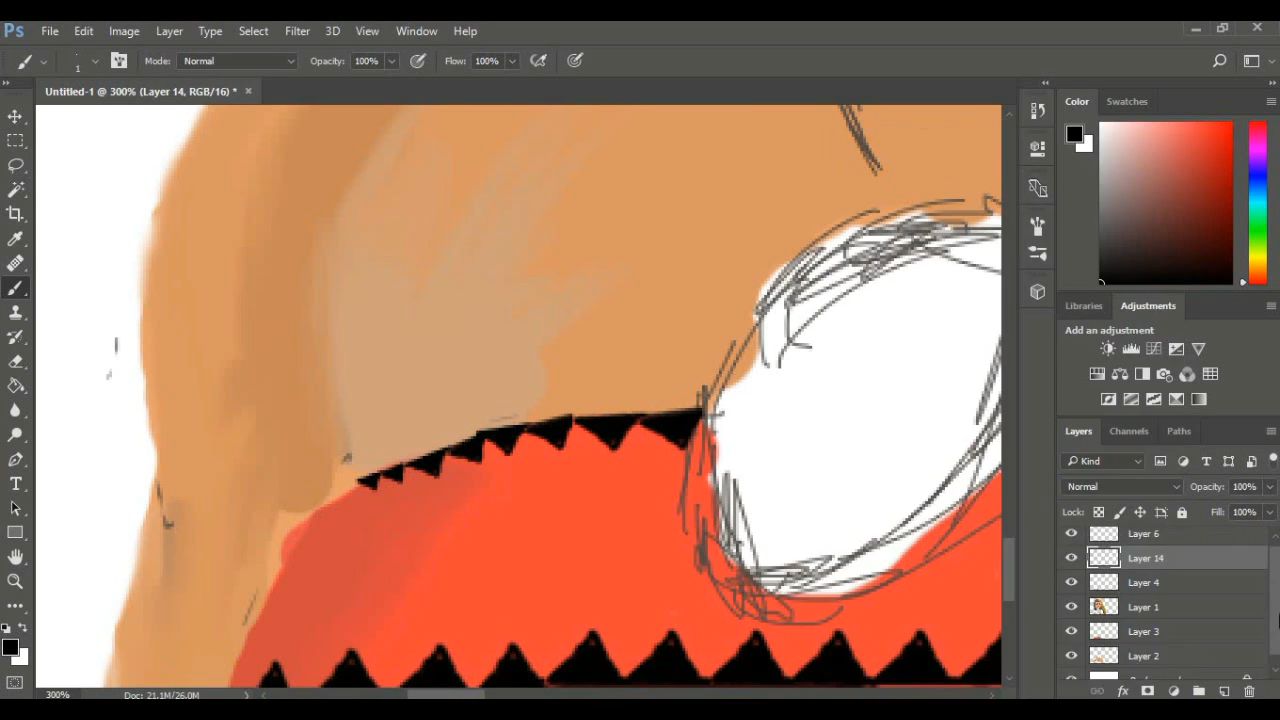 Ps File Edit Image Layer Type Select Filter 3D View Window Help
1 Mode: Normal Opacity: 100% Flow: 100%
Untitled-1 @ 300% (Layer 14, RGB/16) * ×
Color Swatches
Libraries Adjustments
Add an adjustment
Layers Channels Paths
Kind
Normal Opacity: 100%
Lock: Fill: 100%
Layer 6
Layer 14
Layer 4
Layer 1
Layer 3
Layer 2
300% Doc: 21.1M/26.0M